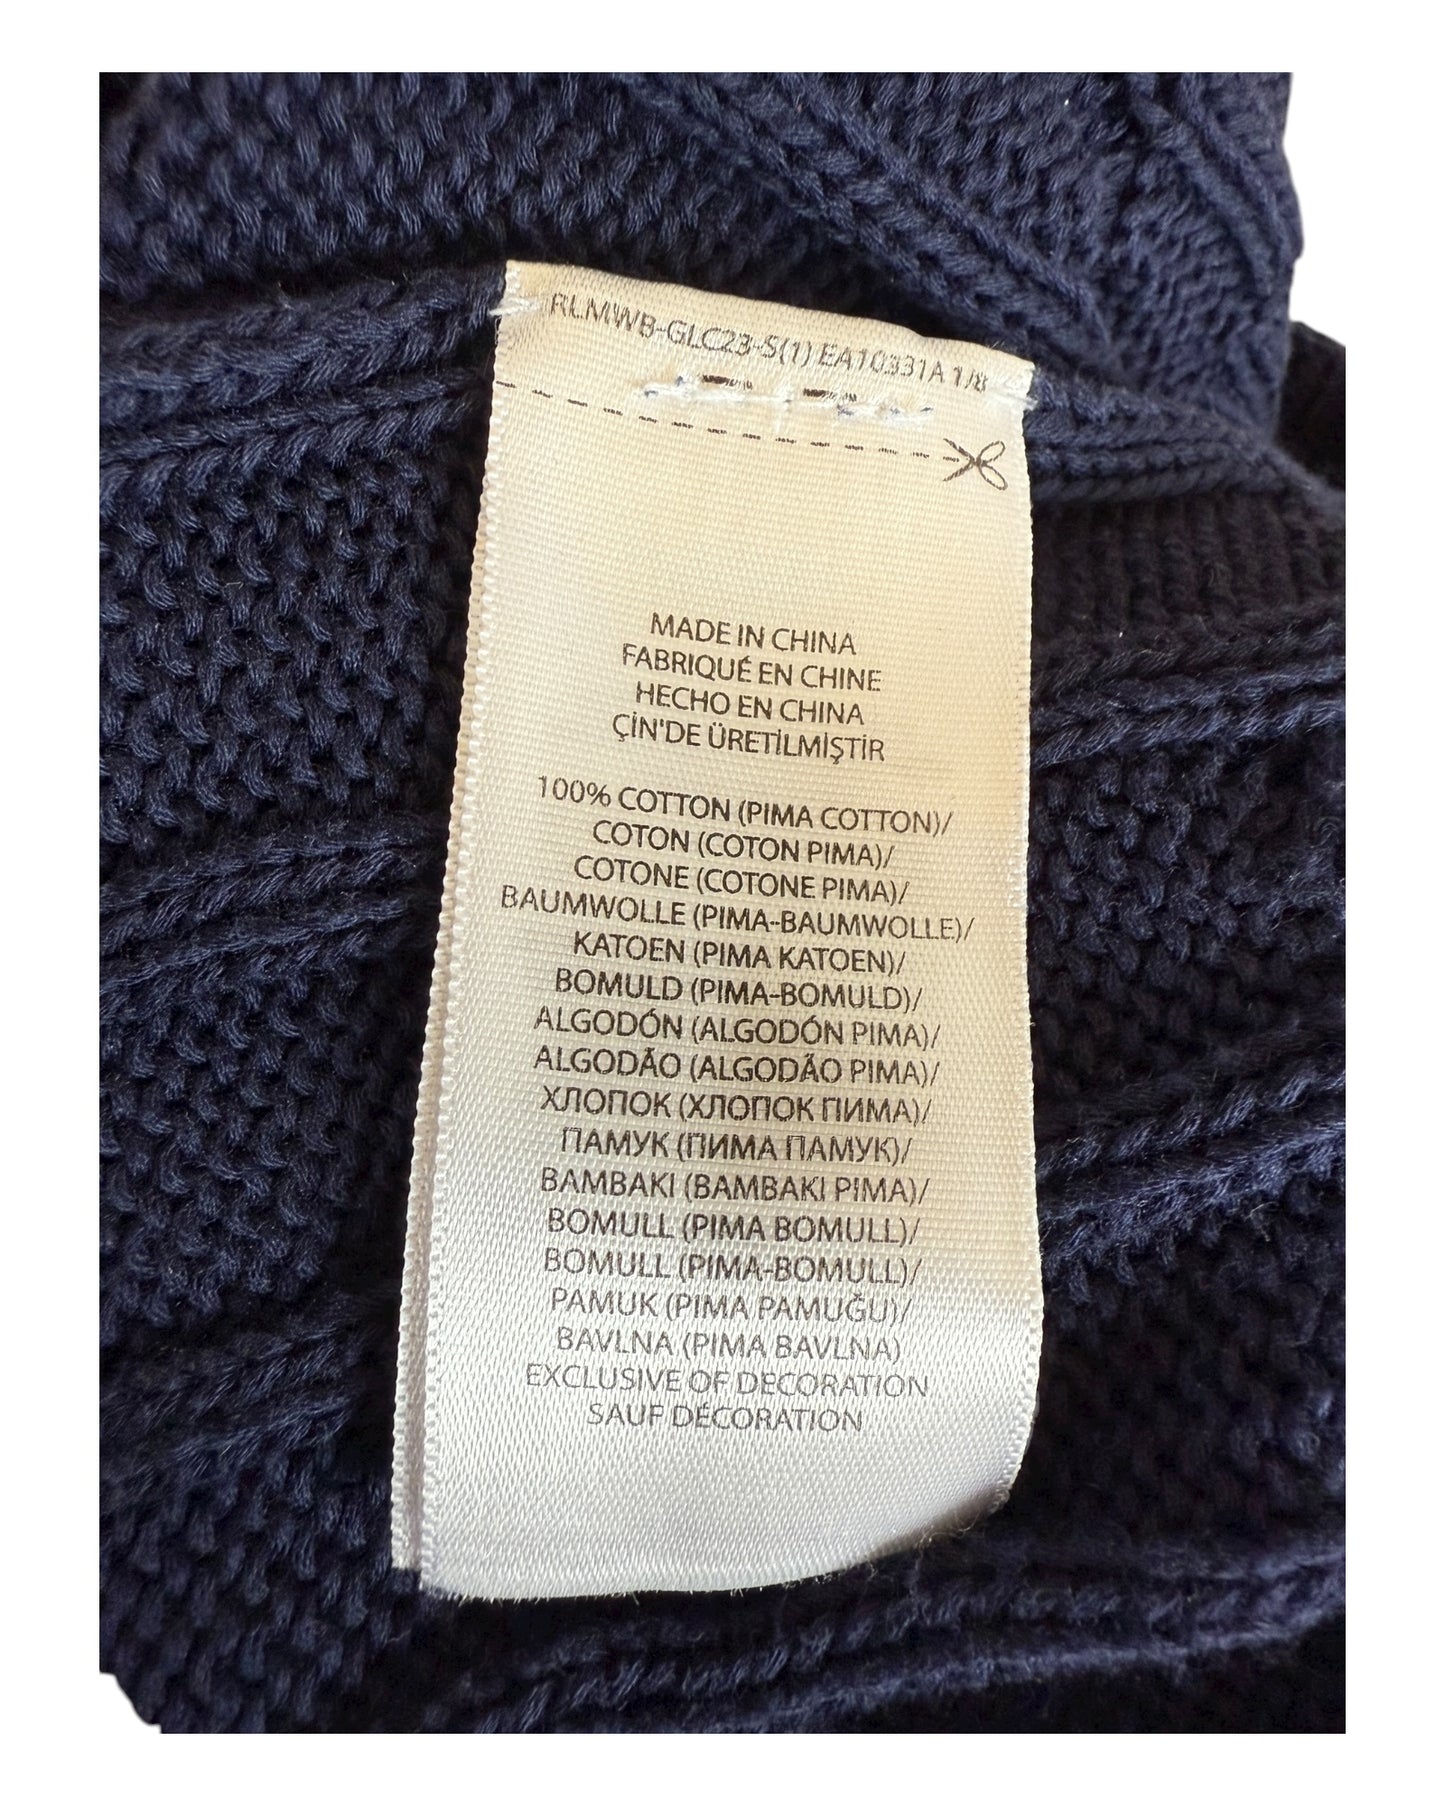 RLMWB-GLC23-S(1) EA10331A 1/8
MADE IN CHINA
FABRIQUÉ EN CHINE
HECHO EN CHINA
ÇİN'DE ÜRETİLMİŞTİR
100% COTTON (PIMA COTTON)/
COTON (COTON PIMA)/
COTONE (COTONE PIMA)/
BAUMWOLLE (PIMA-BAUMWOLLE)/
KATOEN (PIMA KATOEN)/
BOMULD (PIMA-BOMULD)/
ALGODÓN (ALGODÓN PIMA)/
ALGODÃO (ALGODÃO PIMA)/
ХЛОПОК (ХЛОПОК ПИМА)/
ПАМУК (ПИМА ПАМУК)/
BAMBAKI (BAMBAKI PIMA)/
BOMULL (PIMA BOMULL)/
BOMULL (PIMA-BOMULL)/
PAMUK (PIMA PAMUĞU)/
BAVLNA (PIMA BAVLNA)
EXCLUSIVE OF DECORATION
SAUF DÉCORATION